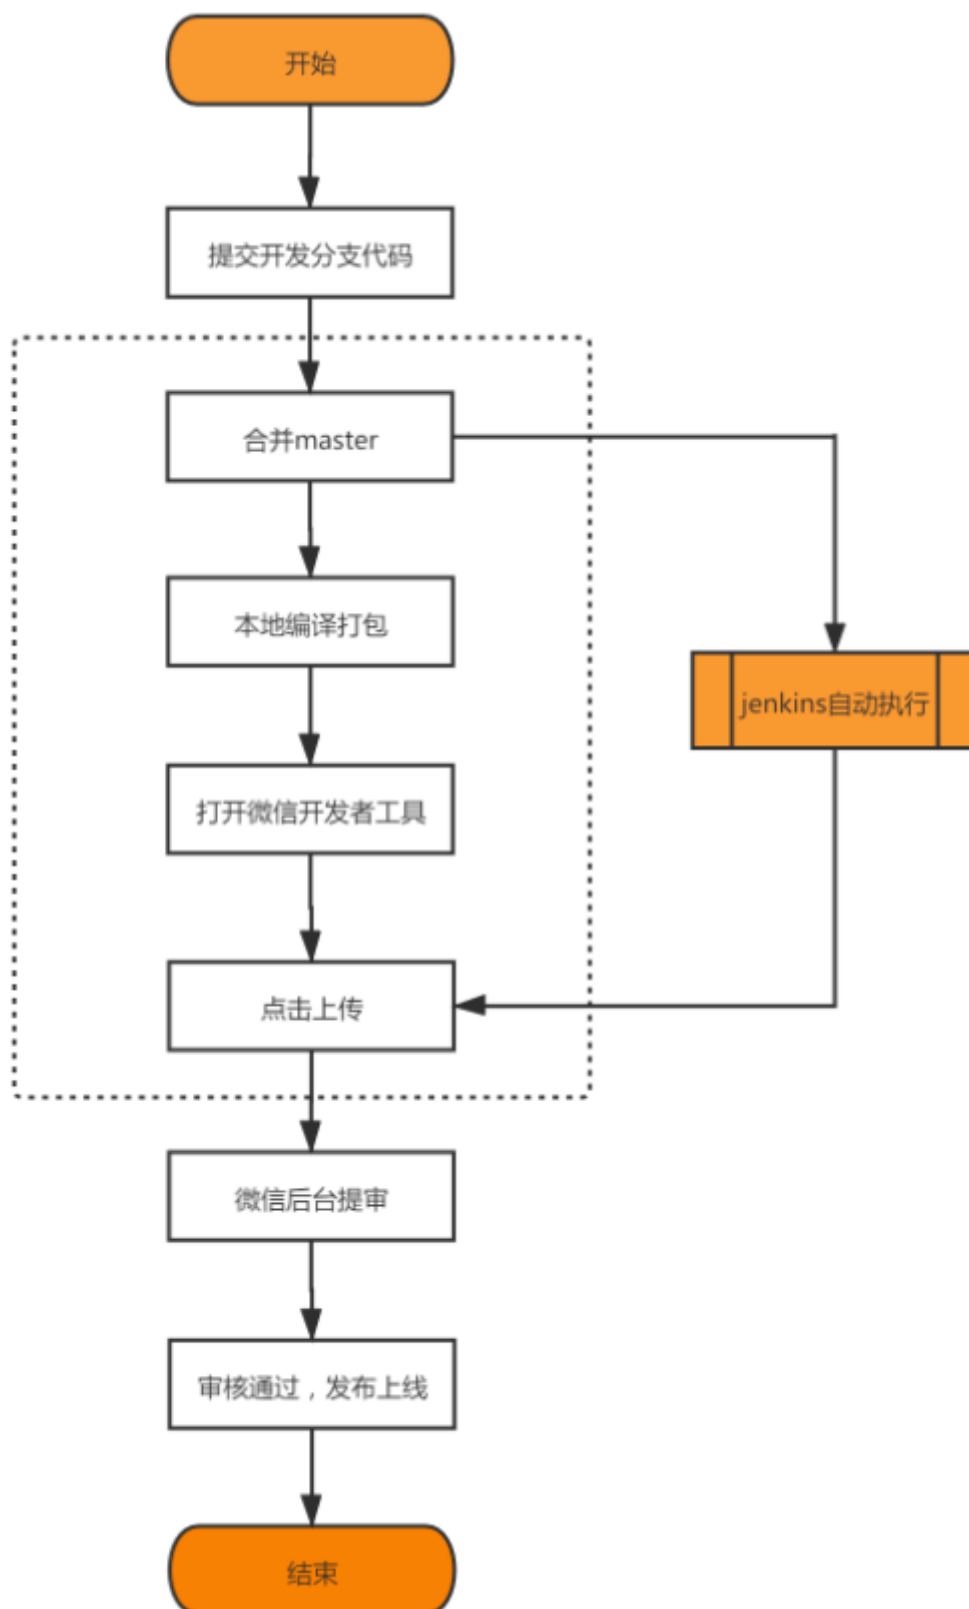 开始
提交开发分支代码
合并master
本地编译打包
jenkins自动执行
打开微信开发者工具
点击上传
微信后台提审
审核通过，发布上线
结束